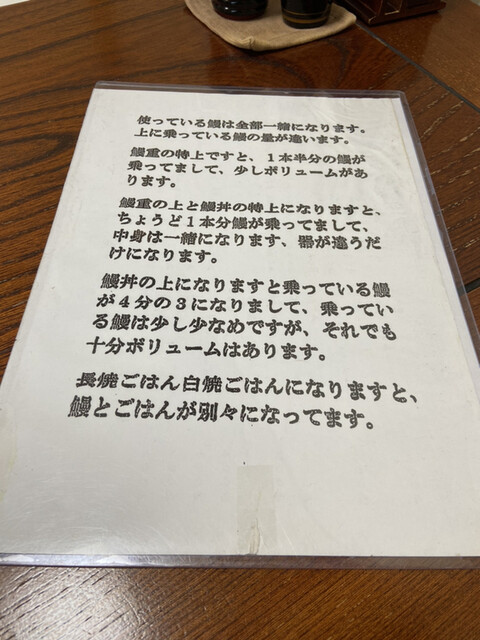 使っている鰻は全部一緒になります。
上に乗っている鰻の量が違います。
鰻重の特上ですと、1本半分の鰻が
乗ってまして、少しボリュームがあ
ります。
鰻重の上と鰻丼の特上になりますと、
ちょうど1本分鰻が乗ってまして、
中身は一緒になります、器が違うだ
けになります。
鰻丼の上になりますと乗っている鰻
が4分の3になりまして、乗ってい
る鰻は少し少なめですが、それでも
十分ボリュームはあります。
長焼ごはん白焼ごはんになりますと、
鰻とごはんが別々になってます。